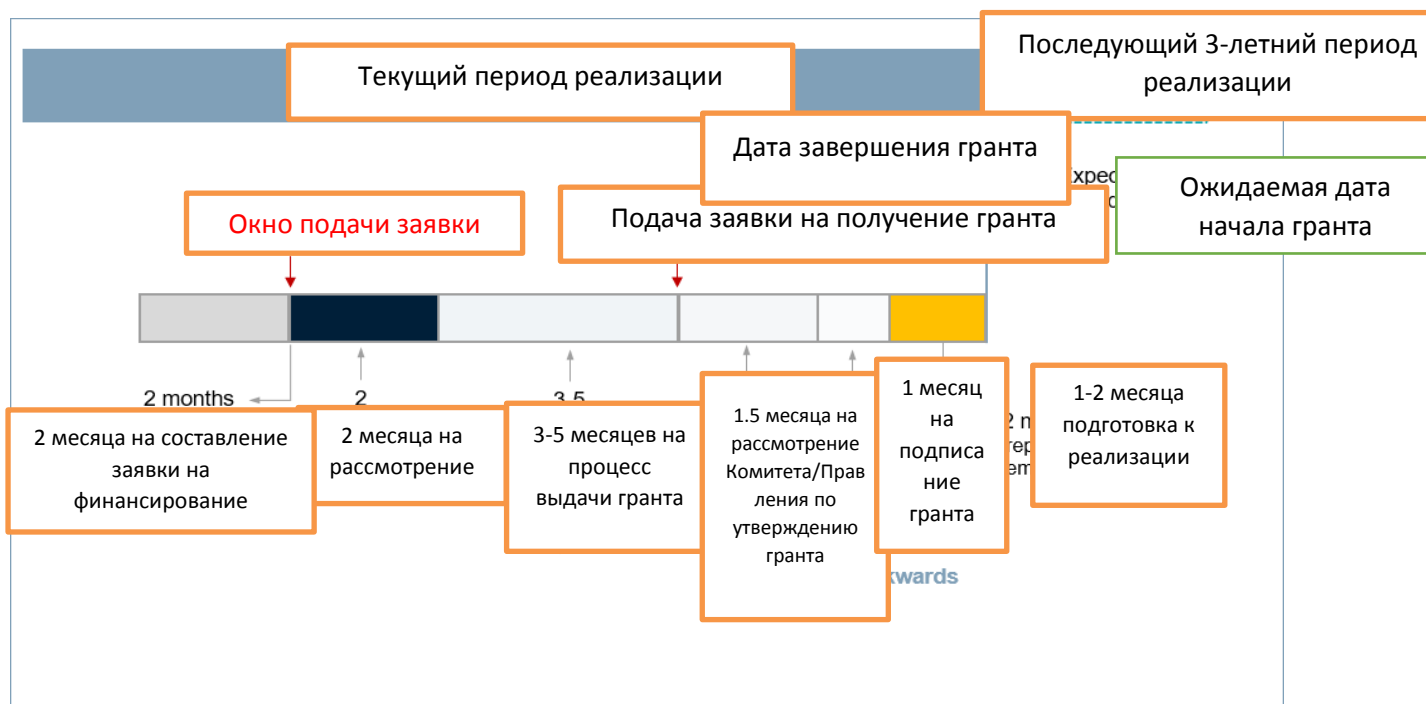 Текущий период реализации
Последующий 3-летний период
реализации
Дата завершения гранта
Ожидаемая дата
начала гранта
Окно подачи заявки
Подача заявки на получение гранта
2 months
2
3-5
2 месяца на составление
заявки на
финансирование
2 месяца на
рассмотрение
3-5 месяцев на
процесс
выдачи гранта
1.5 месяца на
рассмотрение
Комитета/Прав
ления по
утверждению
гранта
1 месяц
на
подписа
ние
гранта
1-2 месяца
подготовка к
реализации